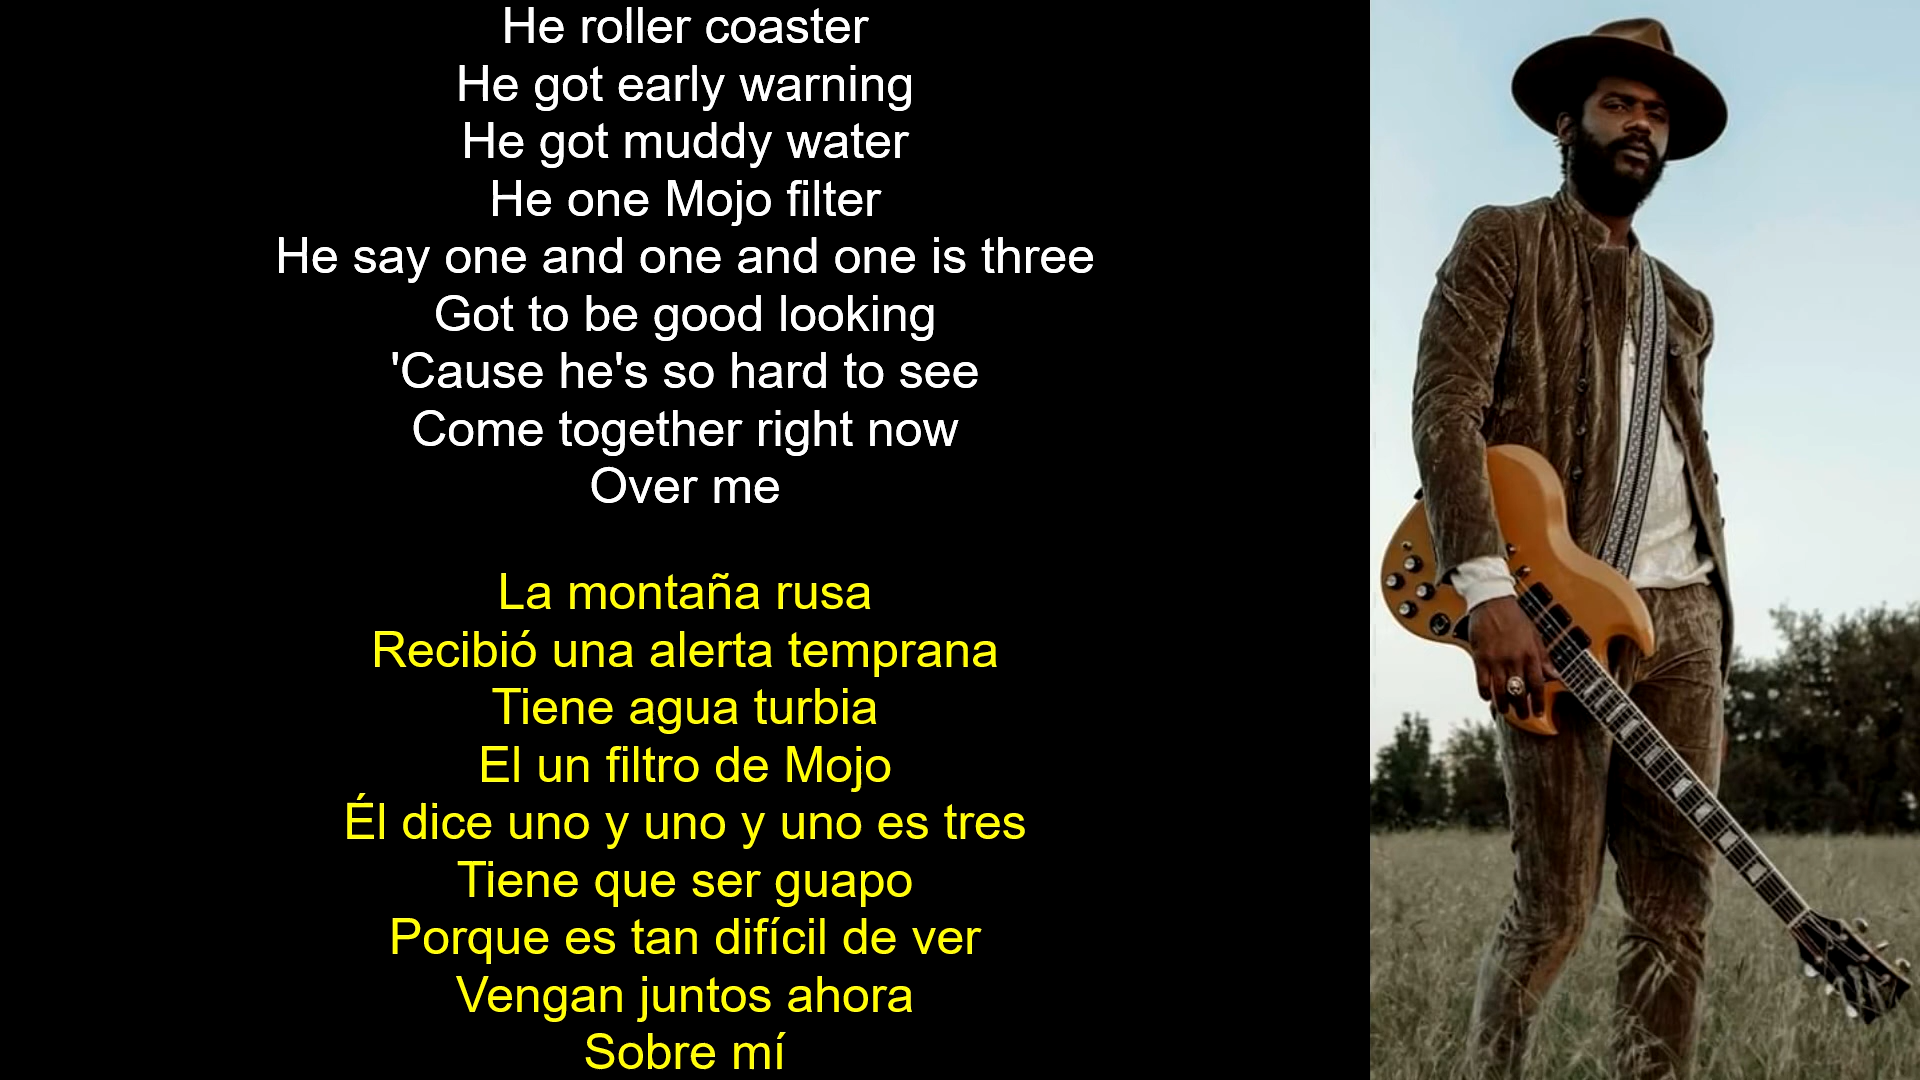 He roller coaster
He got early warning
He got muddy water
He one Mojo filter
He say one and one and one is three
Got to be good looking
'Cause he's so hard to see
Come together right now
Over me
La montaña rusa
Recibió una alerta temprana
Tiene agua turbia
El un filtro de Mojo
Él dice uno y uno y uno es tres
Tiene que ser guapo
Porque es tan difícil de ver
Vengan juntos ahora
Sobre mí